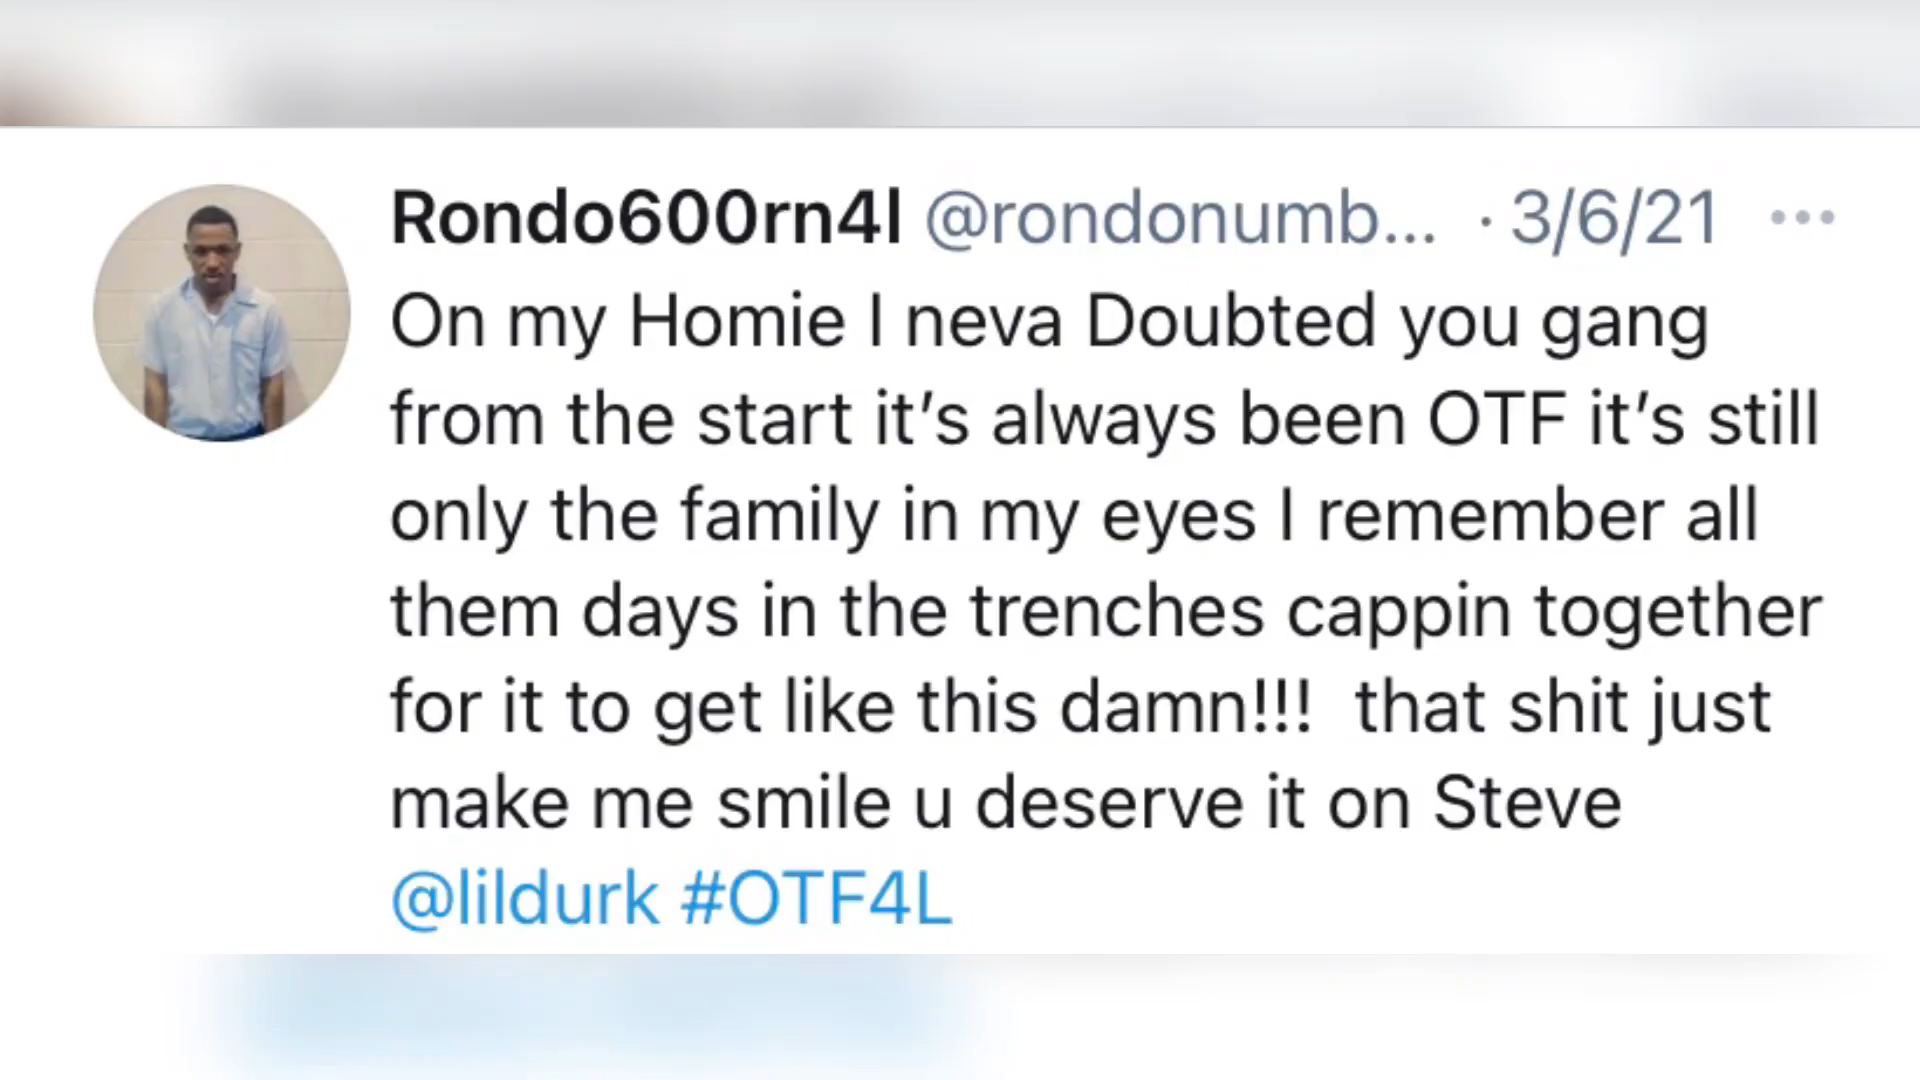 Rondo600rn4l @rondonumb... · 3/6/21 ...
On my Homie I neva Doubted you gang
from the start it’s always been OTF it’s still
only the family in my eyes I remember all
them days in the trenches cappin together
for it to get like this damn!!!  that shit just
make me smile u deserve it on Steve
@lildurk #OTF4L